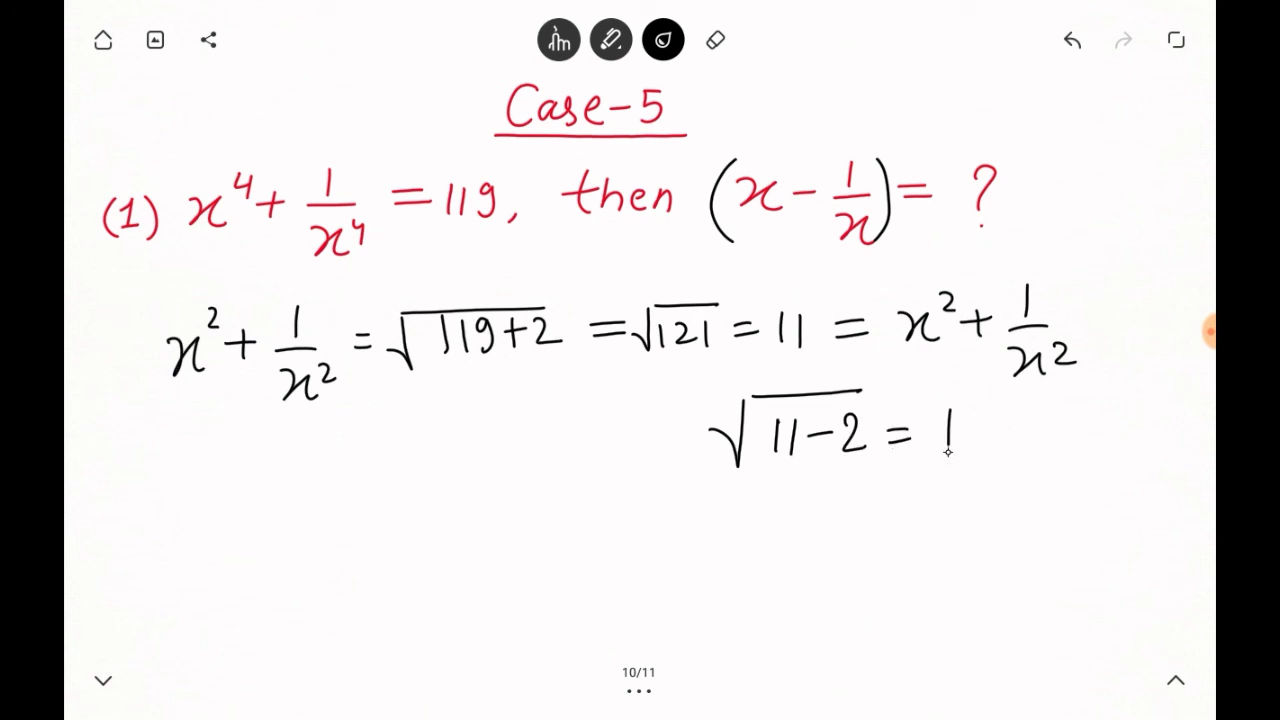 Case-5
(1) x⁴ + 1/x⁴ = 119, then (x - 1/x) = ?
x² + 1/x² = √(119+2) = √121 = 11 = x² + 1/x²
√(11-2) = 1
10/11